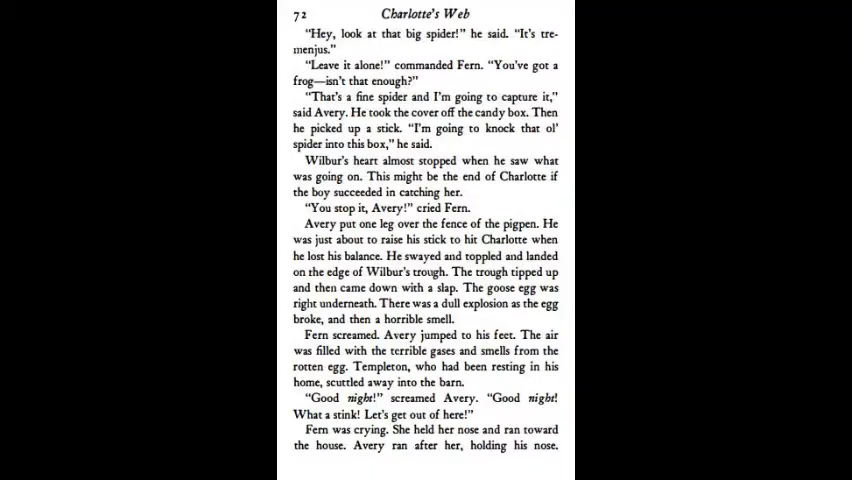 72 Charlotte's Web
"Hey, look at that big spider!" he said. "It's tre-
menjus."
"Leave it alone!" commanded Fern. "You've got a
frog—isn't that enough?"
"That's a fine spider and I'm going to capture it,"
said Avery. He took the cover off the candy box. Then
he picked up a stick. "I'm going to knock that ol'
spider into this box," he said.
Wilbur's heart almost stopped when he saw what
was going on. This might be the end of Charlotte if
the boy succeeded in catching her.
"You stop it, Avery!" cried Fern.
Avery put one leg over the fence of the pigpen. He
was just about to raise his stick to hit Charlotte when
he lost his balance. He swayed and toppled and landed
on the edge of Wilbur's trough. The trough tipped up
and then came down with a slap. The goose egg was
right underneath. There was a dull explosion as the egg
broke, and then a horrible smell.
Fern screamed. Avery jumped to his feet. The air
was filled with the terrible gases and smells from the
rotten egg. Templeton, who had been resting in his
home, scuttled away into the barn.
"Good night!" screamed Avery. "Good night!
What a stink! Let's get out of here!"
Fern was crying. She held her nose and ran toward
the house. Avery ran after her, holding his nose.